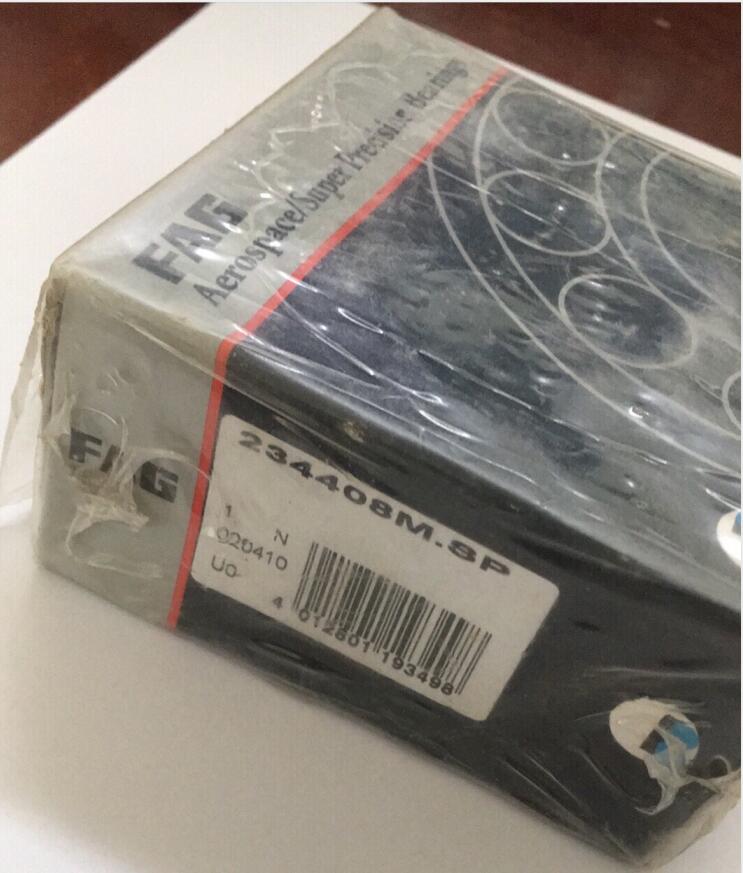 FAG
Aerospace/Super Precision Bearings
FAG
234408M.SP
1 N
020410
U0
4 012801 193498